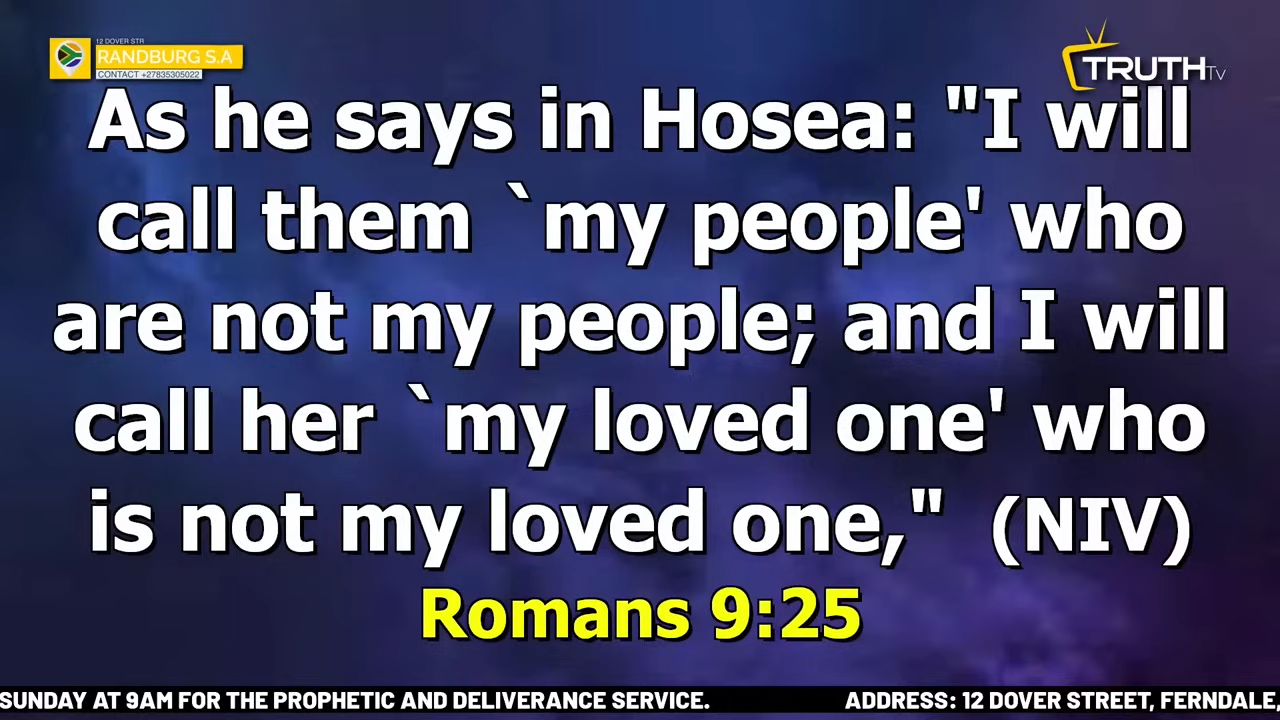 12 DOVER STR
RANDBURG S.A
CONTACT +27835305022
TRUTH TV
As he says in Hosea: "I will
call them `my people' who
are not my people; and I will
call her `my loved one' who
is not my loved one," (NIV)
Romans 9:25
SUNDAY AT 9AM FOR THE PROPHETIC AND DELIVERANCE SERVICE. ADDRESS: 12 DOVER STREET, FERNDALE,